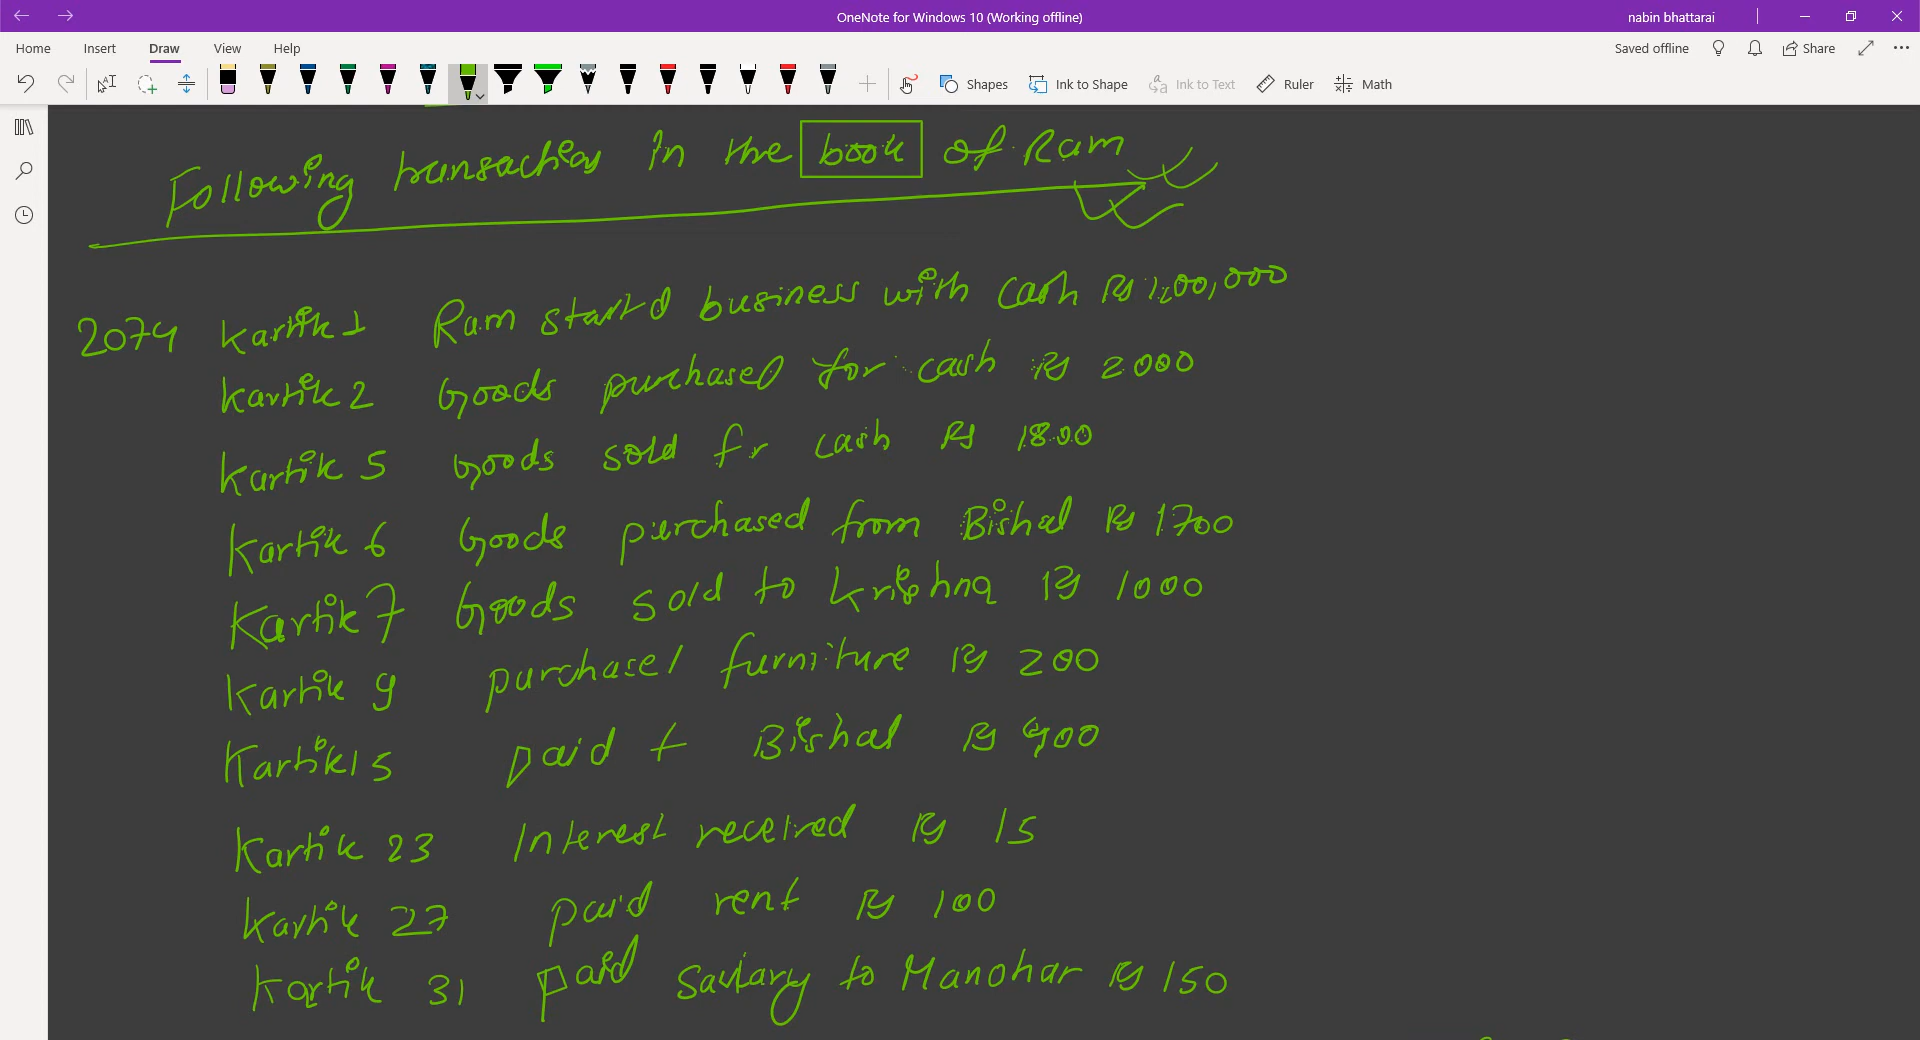 OneNote for Windows 10 (Working offline)
nabin bhattarai
Home Insert Draw View Help
Saved offline Share
Shapes Ink to Shape Ink to Text Ruler Math
Following transactions in the book of Ram
2074 Kartik 1 Ram started business with cash Rs 1,00,000
Kartik 2 Goods purchased for cash Rs 2000
Kartik 5 Goods sold fr cash Rs 1800
Kartik 6 Goods purchased from Bishal Rs 1700
Kartik 7 Goods sold to Krishna Rs 1000
Kartik 9 purchased furniture Rs 200
Kartik 15 paid t Bishal Rs
Kartik 23 Interest received Rs 15
Kartik 27 paid rent Rs 100
Kartik 31 paid to Manohar Rs 150